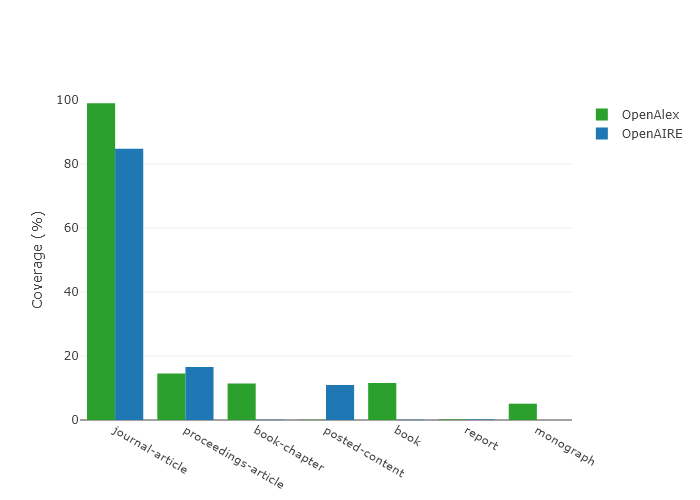 100
80
60
40
20
0
Coverage (%)
journal-article
proceedings-article
book-chapter
posted-content
book
report
monograph
OpenAlex
OpenAIRE